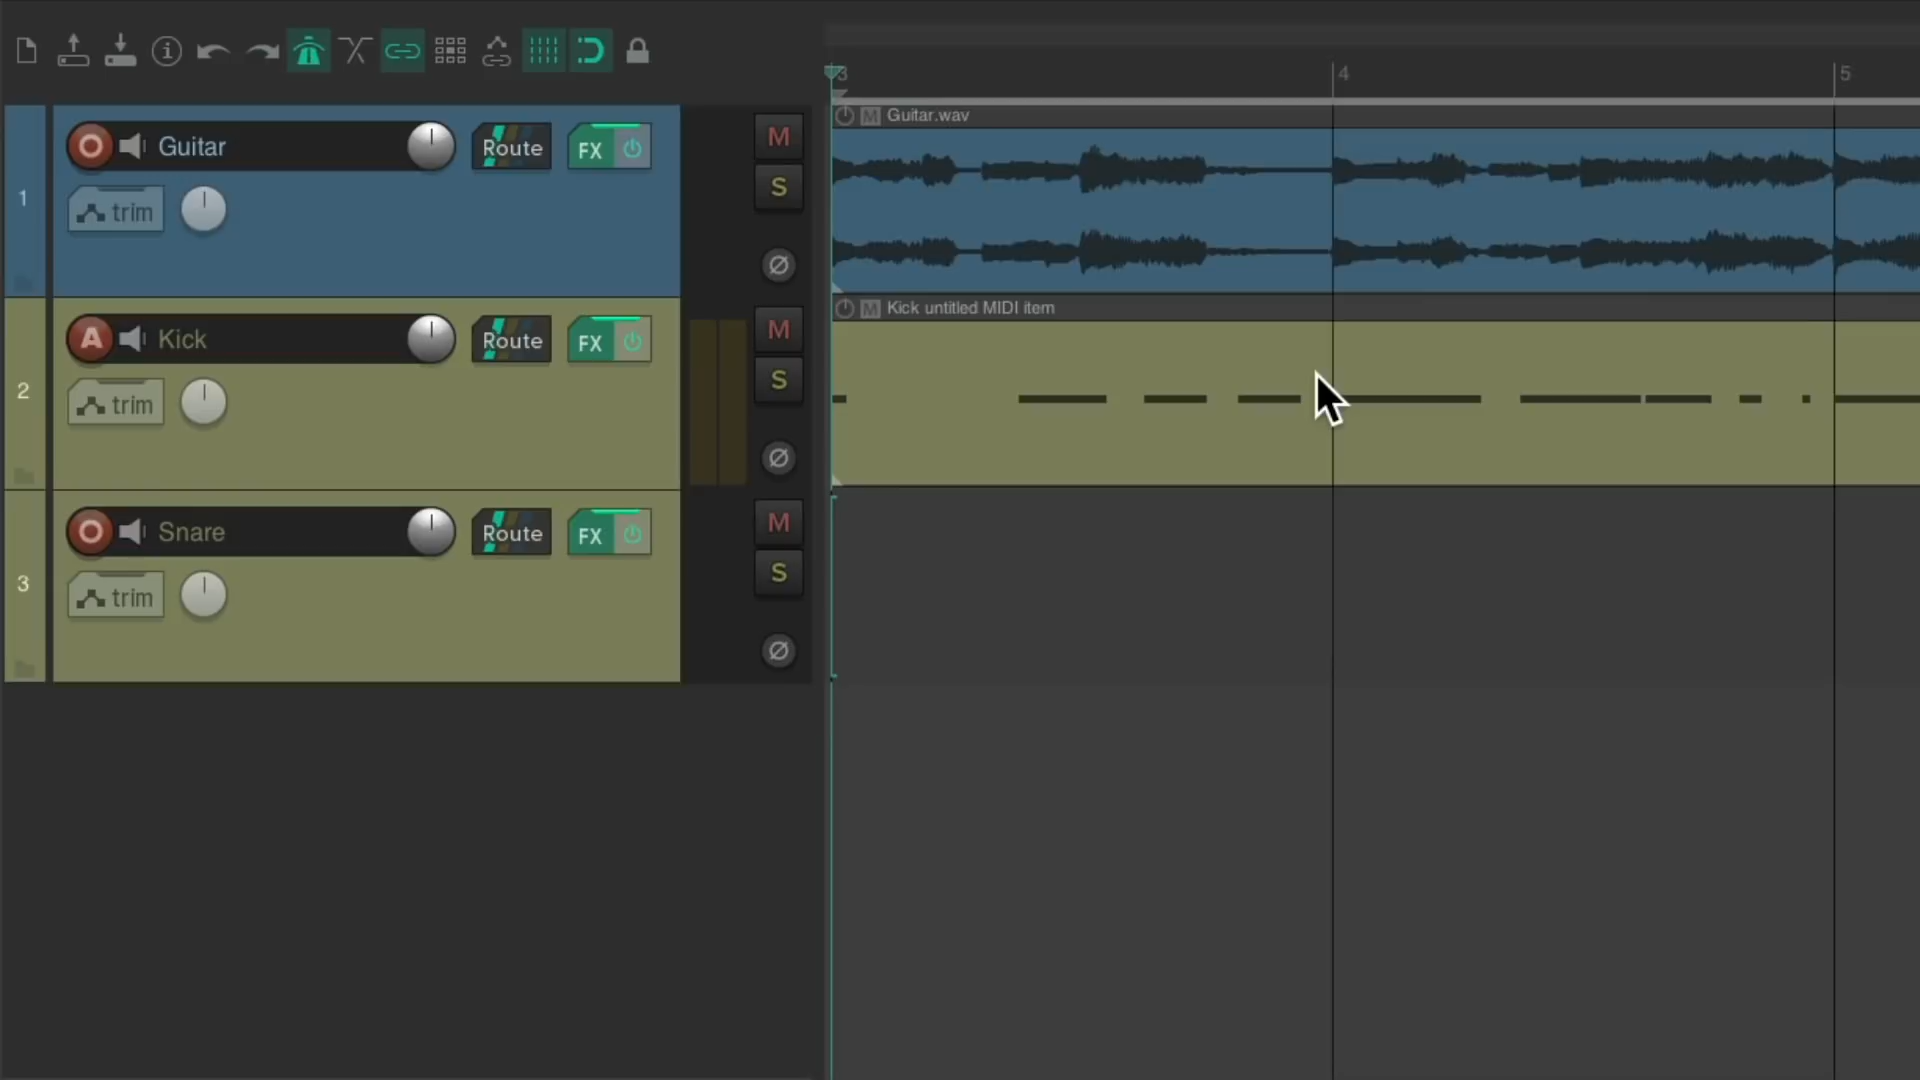 3 4 5
M Guitar.wav
1 Guitar Route FX M
trim S
M Kick untitled MIDI item
2 A Kick Route FX M
trim S
3 Snare Route FX M
trim S